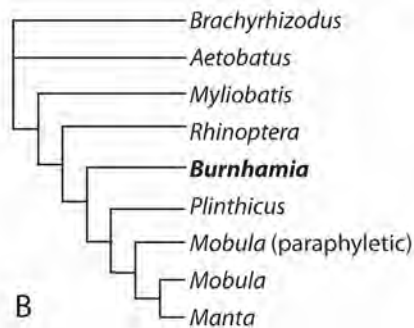 Brachyrhizodus
Aetobatus
Myliobatis
Rhinoptera
Burnhamia
Plinthicus
Mobula (paraphyletic)
Mobula
B
Manta